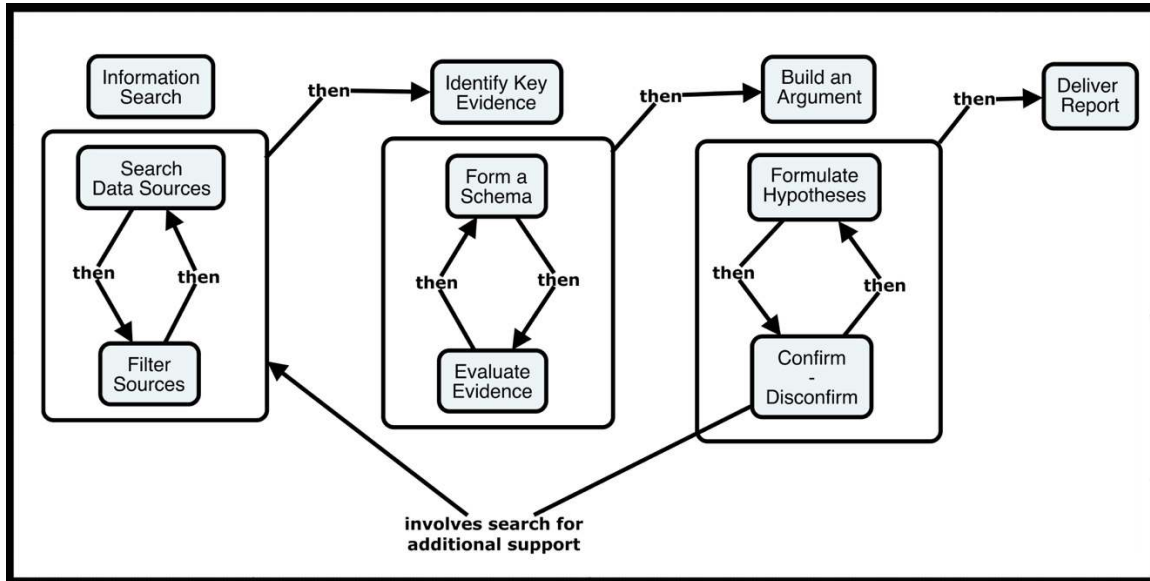 Information
Search
then
Identify Key
Evidence
then
Build an
Argument
then
Deliver
Report
Search
Data Sources
then
then
Filter
Sources
Form a
Schema
then
then
Evaluate
Evidence
Formulate
Hypotheses
then
then
Confirm
-
Disconfirm
involves search for
additional support